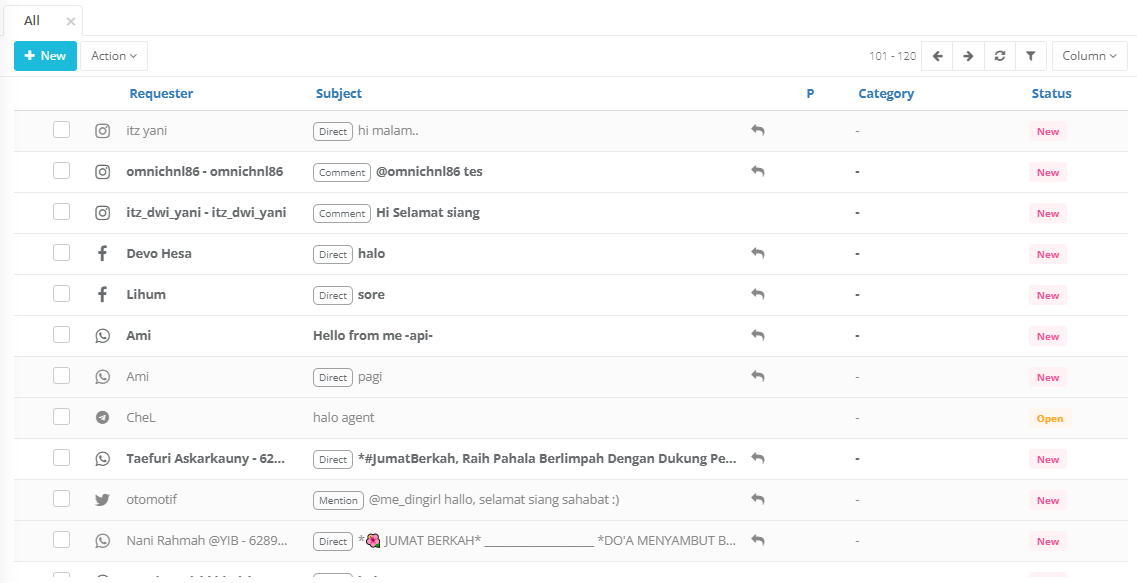 All ×
+ New Action 101 - 120 Column
Requester Subject P Category Status
itz yani Direct hi malam.. - New
omnichnl86 - omnichnl86 Comment @omnichnl86 tes - New
itz_dwi_yani - itz_dwi_yani Comment Hi Selamat siang - New
Devo Hesa Direct halo - New
Lihum Direct sore - New
Ami Hello from me -api- - New
Ami Direct pagi - New
CheL halo agent - Open
Taefuri Askarkauny - 62... Direct *#JumatBerkah, Raih Pahala Berlimpah Dengan Dukung Pe... - New
otomotif Mention @me_dingirl hallo, selamat siang sahabat :) - New
Nani Rahmah @YIB - 6289... Direct *🌺 JUMAT BERKAH* ___________________ *DO'A MENYAMBUT B... - New